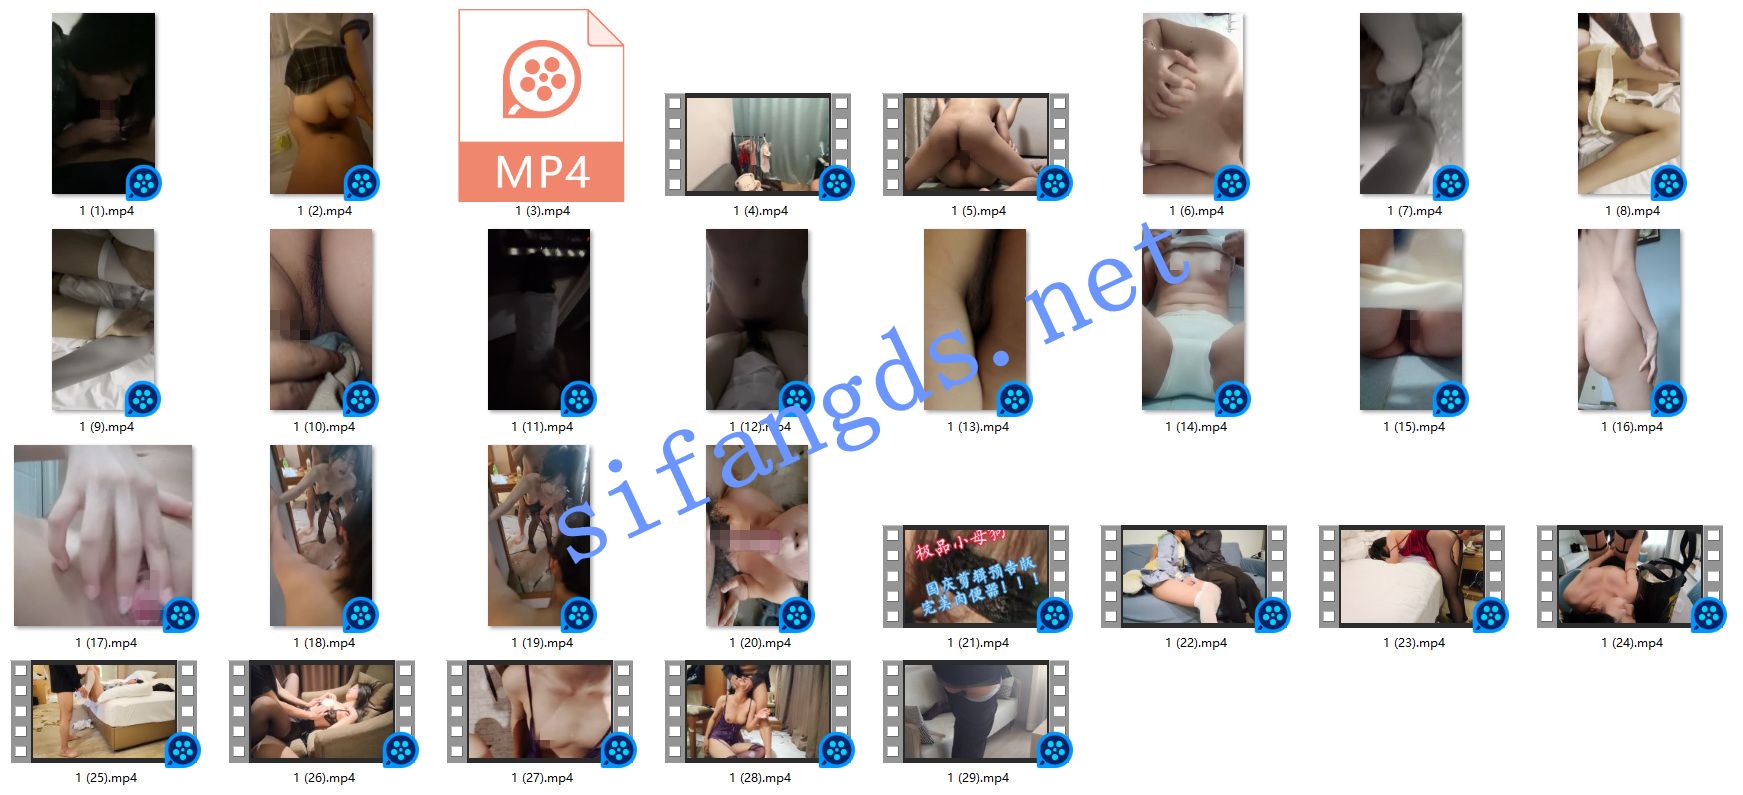 MP4
1 (1).mp4
1 (2).mp4
1 (3).mp4
1 (4).mp4
1 (5).mp4
1 (6).mp4
1 (7).mp4
1 (8).mp4
1 (9).mp4
1 (10).mp4
1 (11).mp4
1 (12).mp4
1 (13).mp4
1 (14).mp4
1 (15).mp4
1 (16).mp4
sifangds.net
极品小母狗
国庆剪辑预告版
完美肉便器！！！
1 (17).mp4
1 (18).mp4
1 (19).mp4
1 (20).mp4
1 (21).mp4
1 (22).mp4
1 (23).mp4
1 (24).mp4
1 (25).mp4
1 (26).mp4
1 (27).mp4
1 (28).mp4
1 (29).mp4